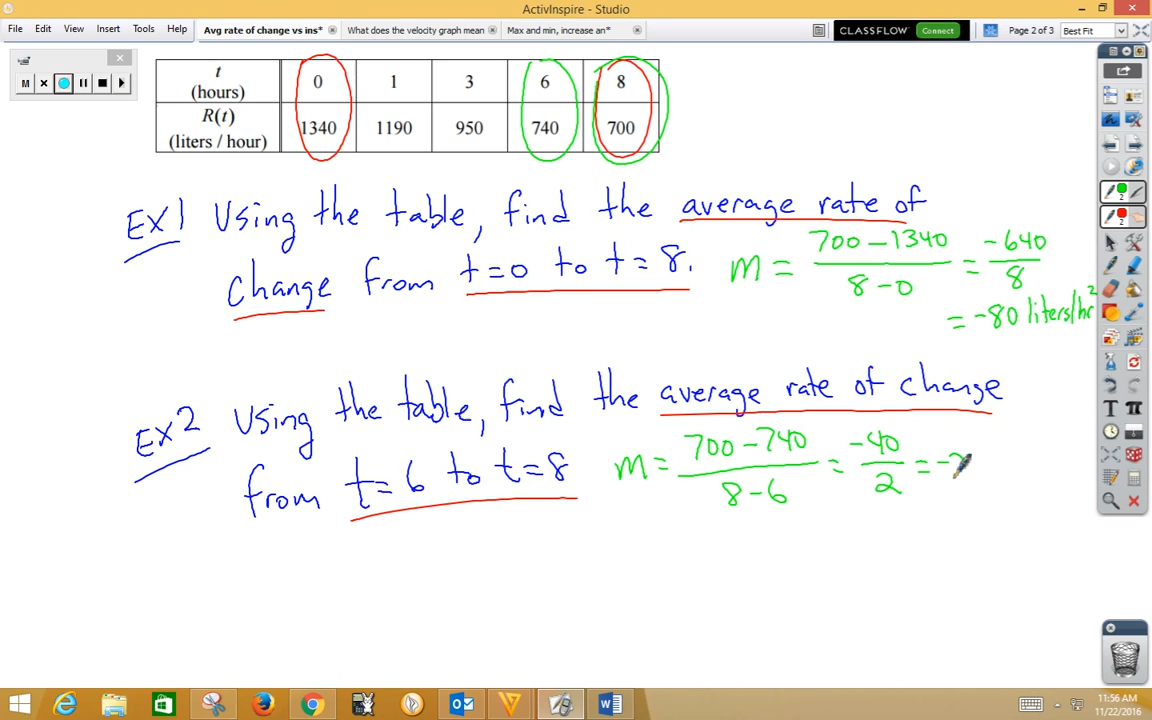 ActivInspire - Studio
File Edit View Insert Tools Help
Avg rate of change vs ins* What does the velocity graph mean Max and min, increase an* CLASSFLOW Connect Page 2 of 3 Best Fit
t (hours) 0 1 3 6 8
R(t) (liters / hour) 1340 1190 950 740 700
EX1 Using the table, find the average rate of
change from t=0 to t=8.
m = 700-1340 / 8-0 = -640 / 8
= -80 liters/hr²
EX2 Using the table, find the average rate of change
from t=6 to t=8
m = 700-740 / 8-6 = -40 / 2 = -2
11:56 AM
11/22/2016